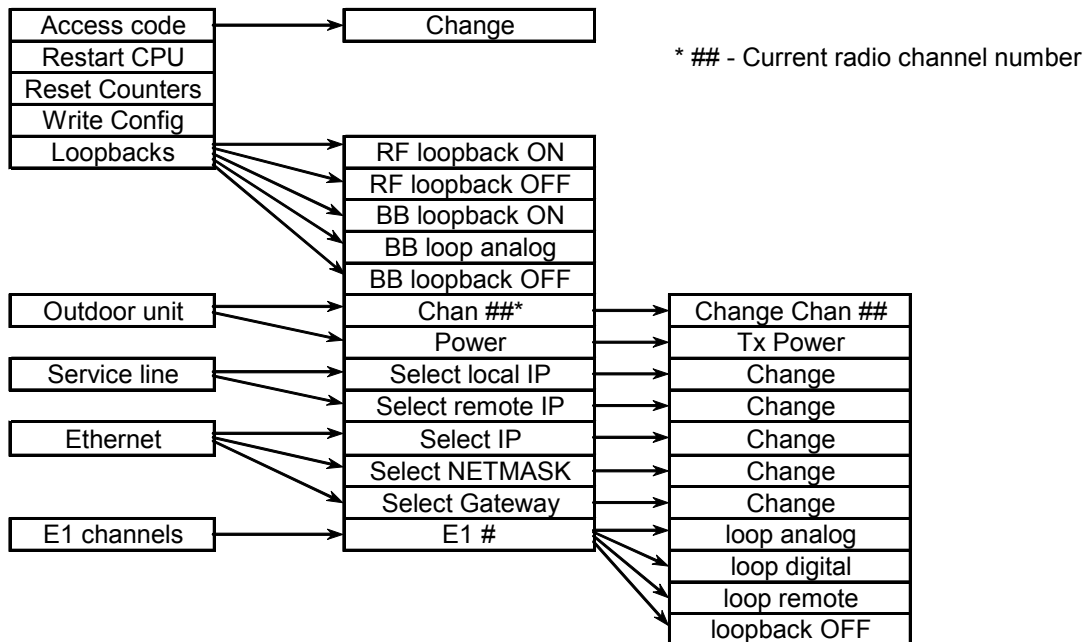 Access code
Change
* ## - Current radio channel number
Restart CPU
Reset Counters
Write Config
Loopbacks
RF loopback ON
RF loopback OFF
BB loopback ON
BB loop analog
BB loopback OFF
Outdoor unit
Chan ##*
Change Chan ##
Power
Tx Power
Service line
Select local IP
Change
Select remote IP
Change
Ethernet
Select IP
Change
Select NETMASK
Change
Select Gateway
Change
E1 channels
E1 #
loop analog
loop digital
loop remote
loopback OFF